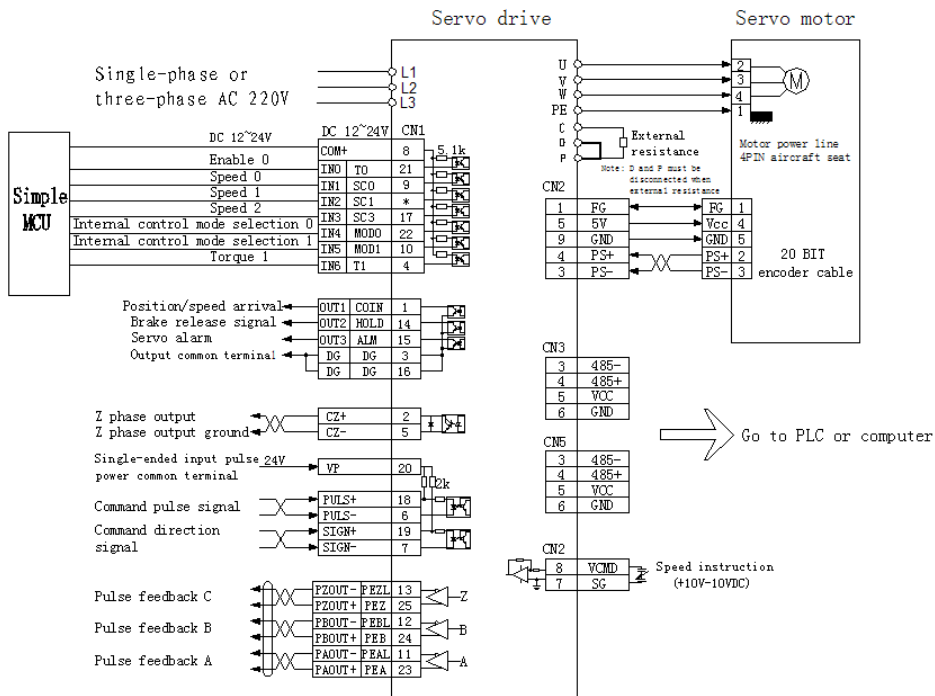 Servo drive
Servo motor
Single-phase or
three-phase AC 220V
L1
L2
L3
U
V
W
PE
C
D
P
External
resistance
Note: D and P must be
disconnected when
external resistance
2
3
4
1
M
Motor power line
4PIN aircraft seat
Simple
MCU
DC 12~24V
Enable 0
Speed 0
Speed 1
Speed 2
Internal control mode selection 0
Internal control mode selection 1
Torque 1
DC 12~24V CN1
COM+ 8
IN0 T0 21
IN1 SC0 9
IN2 SC1 *
IN3 SC3 17
IN4 MOD0 22
IN5 MOD1 10
IN6 T1 4
5.1k
CN2
1 FG
5 5V
9 GND
4 PS+
3 PS-
FG 1
Vcc 4
GND 5
PS+ 2
PS- 3
20 BIT
encoder cable
Position/speed arrival
Brake release signal
Servo alarm
Output common terminal
OUT1 COIN 1
OUT2 HOLD 14
OUT3 ALM 15
DG DG 3
DG DG 16
CN3
3 485-
4 485+
5 VCC
6 GND
Z phase output
Z phase output ground
CZ+ 2
CZ- 5
Go to PLC or computer
CN5
3 485-
4 485+
5 VCC
6 GND
Single-ended input pulse 24V
power common terminal
VP 20
2k
Command pulse signal
PULS+ 18
PULS- 6
Command direction
signal
SIGN+ 19
SIGN- 7
CN2
8 VCMD
7 SG
Speed instruction
(+10V-10VDC)
Pulse feedback C
PZOUT- PEZL 13
PZOUT+ PEZ 25
Z
Pulse feedback B
PBOUT- PEBL 12
PBOUT+ PEB 24
B
Pulse feedback A
PAOUT- PEAL 11
PAOUT+ PEA 23
A